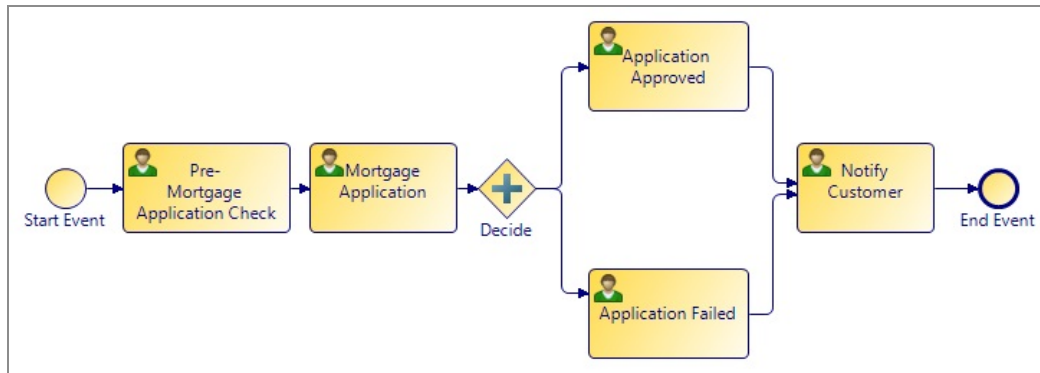 Start Event
Pre-
Mortgage
Application Check
Mortgage
Application
Decide
Application
Approved
Application Failed
Notify
Customer
End Event